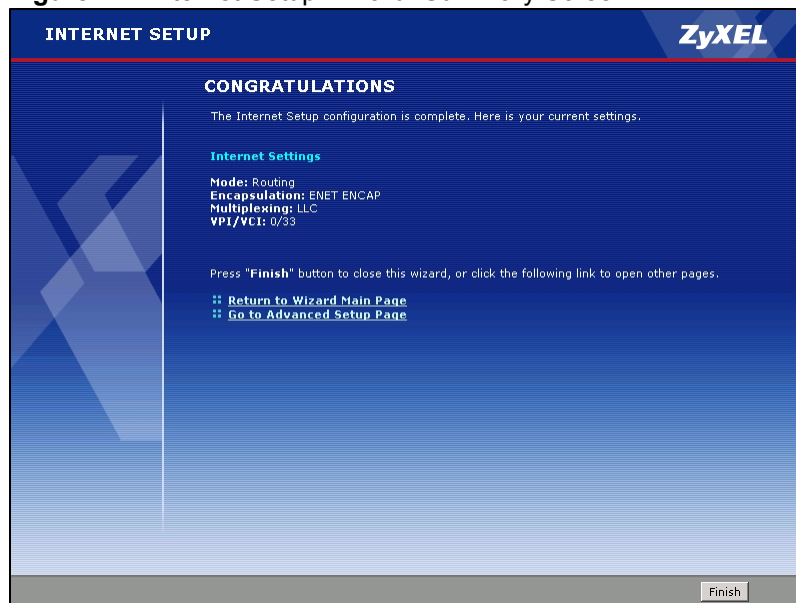 INTERNET SETUP
ZyXEL
CONGRATULATIONS
The Internet Setup configuration is complete. Here is your current settings.
Internet Settings
Mode: Routing
Encapsulation: ENET ENCAP
Multiplexing: LLC
VPI/VCI: 0/33
Press "Finish" button to close this wizard, or click the following link to open other pages.
Return to Wizard Main Page
Go to Advanced Setup Page
Finish